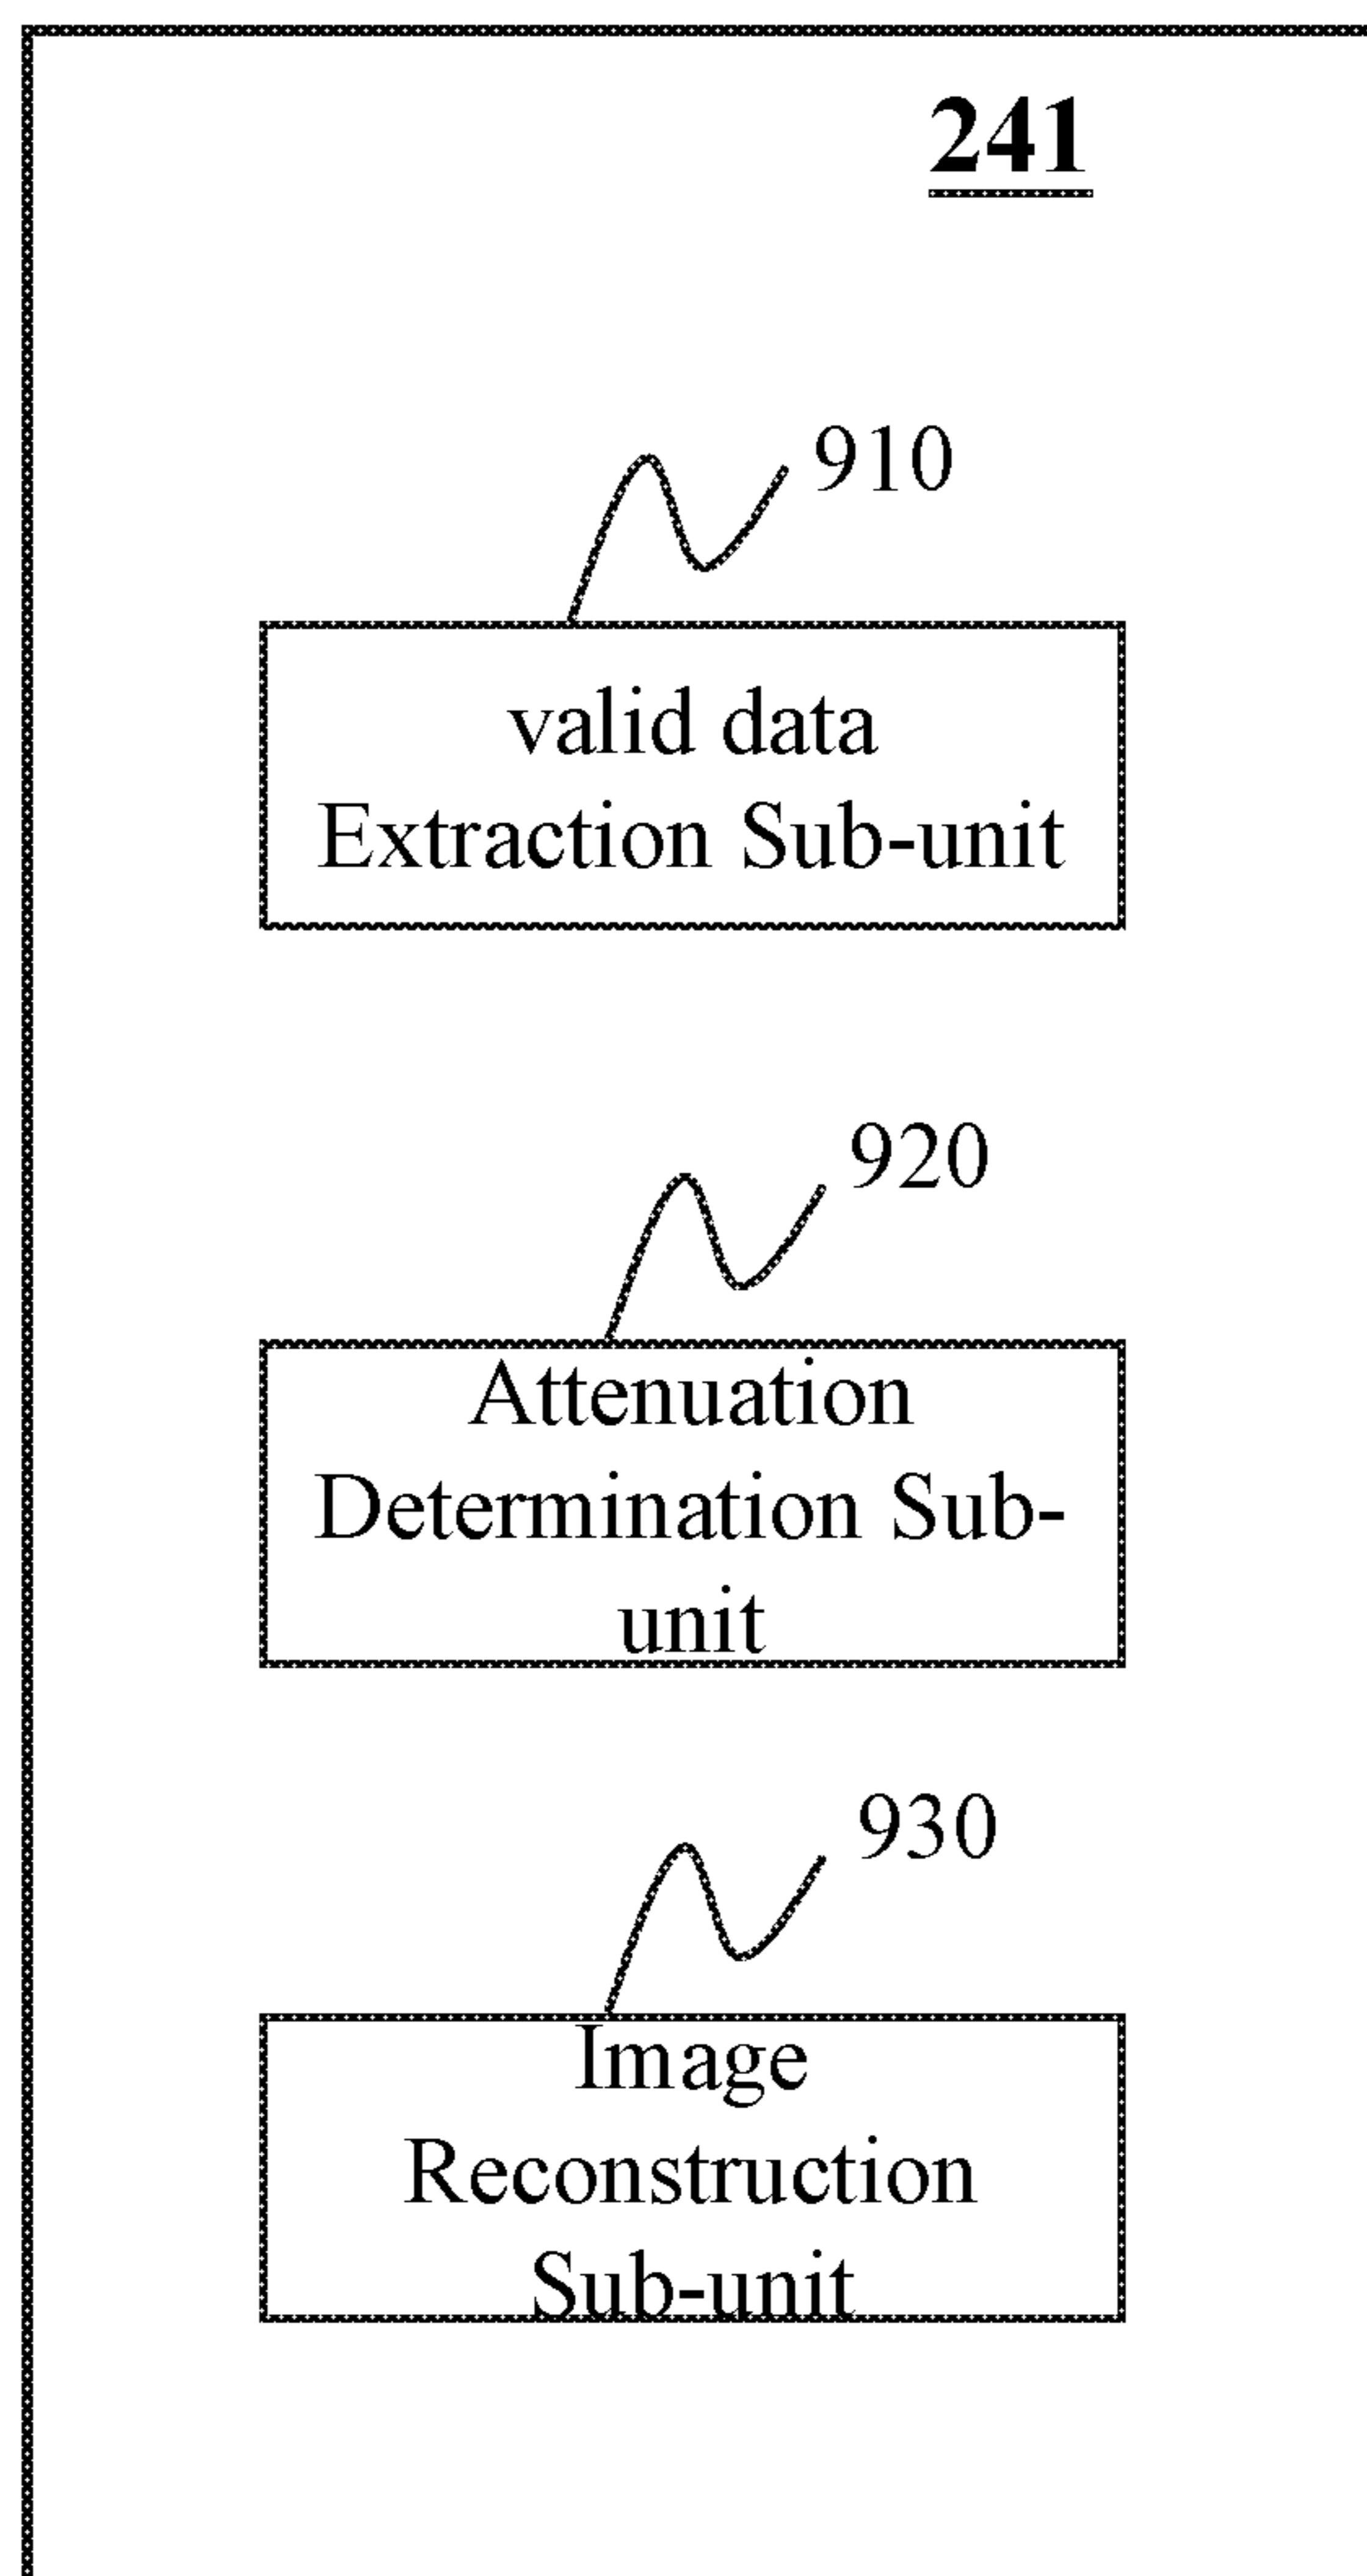 241
910
valid data
Extraction Sub-unit
920
Attenuation
Determination Sub-
unit
930
Image
Reconstruction
Sub-unit